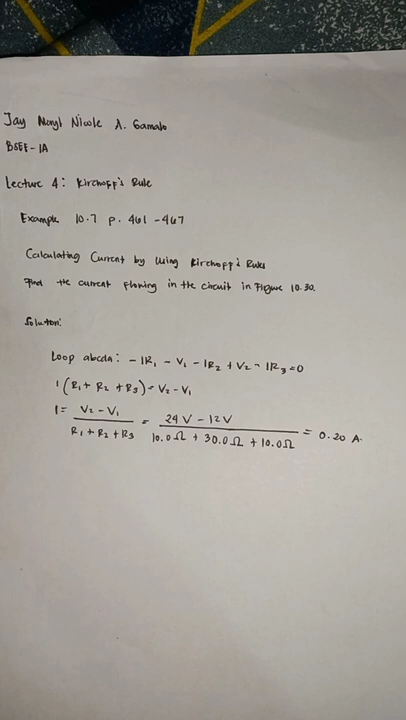 Jay Meryl Nicole A. Gamalo
BSEE-1A
Lecture 4: Kirchoff's Rule
Example 10.7 p. 461-467
Calculating Current by Using Kirchoff's Rules
Find the current flowing in the circuit in Figure 10.30.
Solution:
Loop abcda: - IR₁ - V₁ - IR₂ + V₂ - IR₃ = 0
I (R₁ + R₂ + R₃) = V₂ - V₁
I = V₂ - V₁ / R₁ + R₂ + R₃ = 24 V - 12 V / 10.0 Ω + 30.0 Ω + 10.0 Ω = 0.20 A.